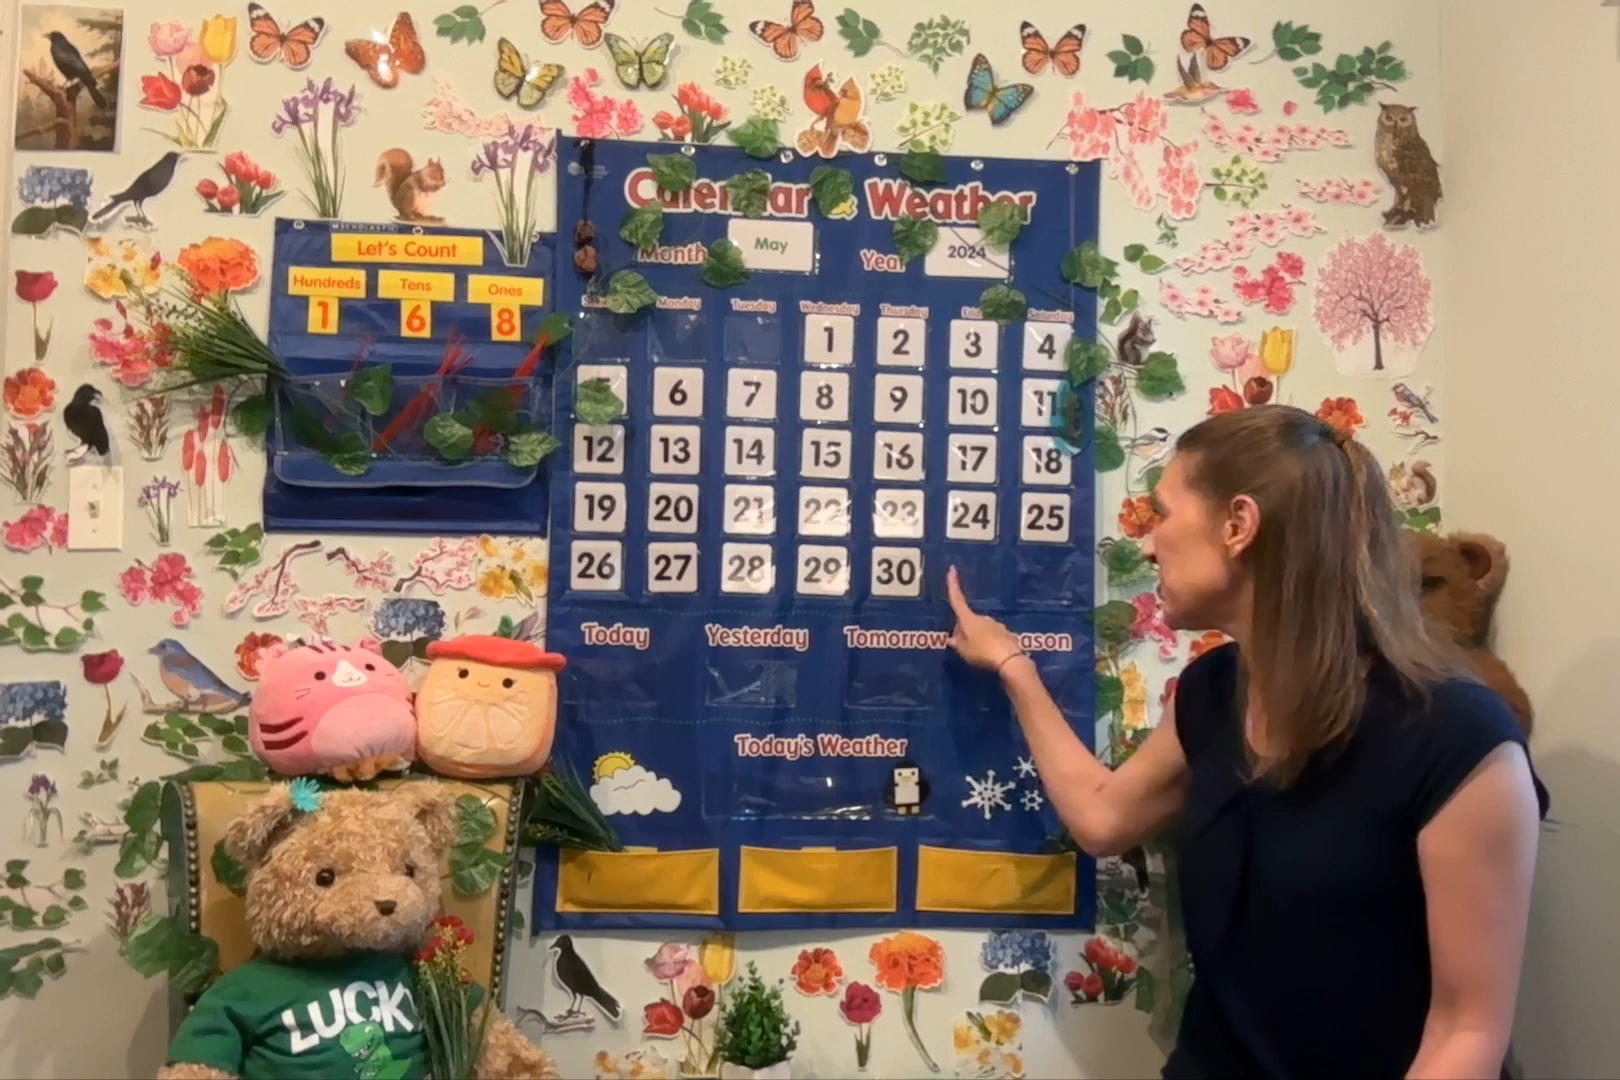 SCHOLASTIC
Let's Count
Hundreds Tens Ones
1 6 8
Calendar & Weather
Month May Year 2024
Monday Tuesday Wednesday Thursday Saturday
1 2 3 4
5 6 7 8 9 10 11
12 13 14 15 16 17 18
19 20 21 22 23 24 25
26 27 28 29 30
Today Yesterday Tomorrow
Today's Weather
LUCKY